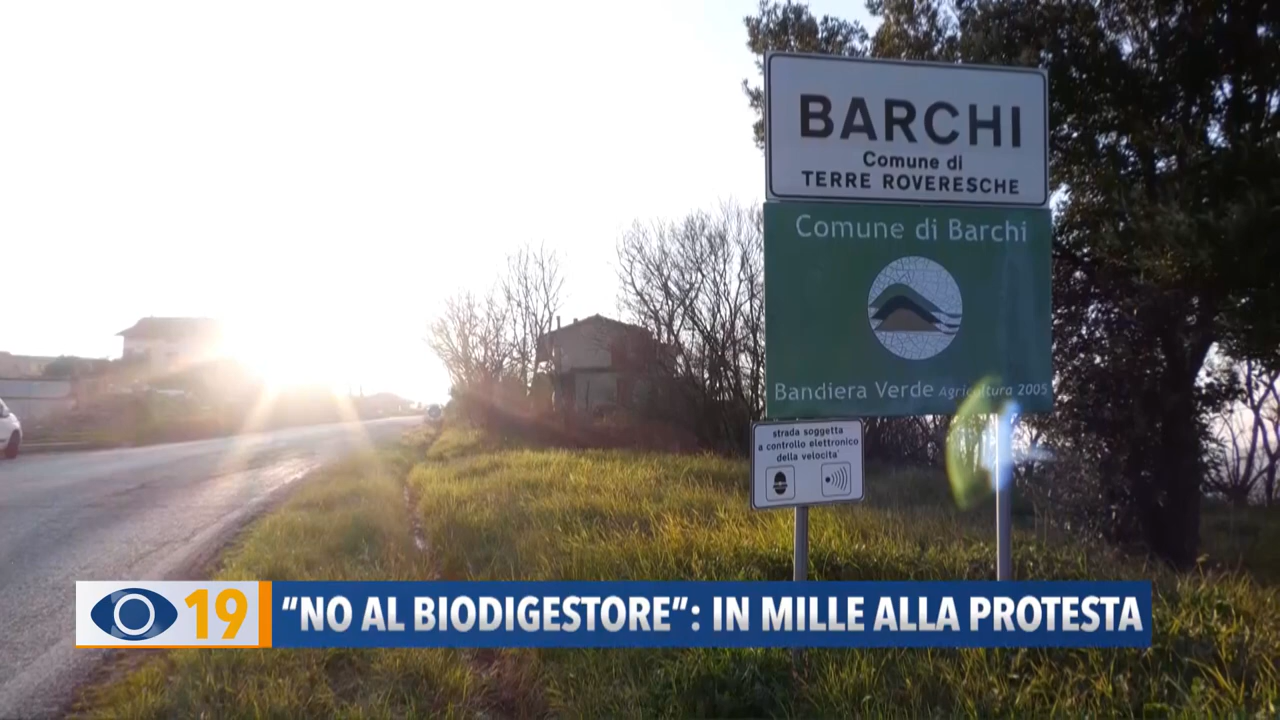 BARCHI
Comune di
TERRE ROVERESCHE
Comune di Barchi
Bandiera Verde Agricoltura 2005
strada soggetta
a controllo elettronico
della velocita'
19 “NO AL BIODIGESTORE”: IN MILLE ALLA PROTESTA